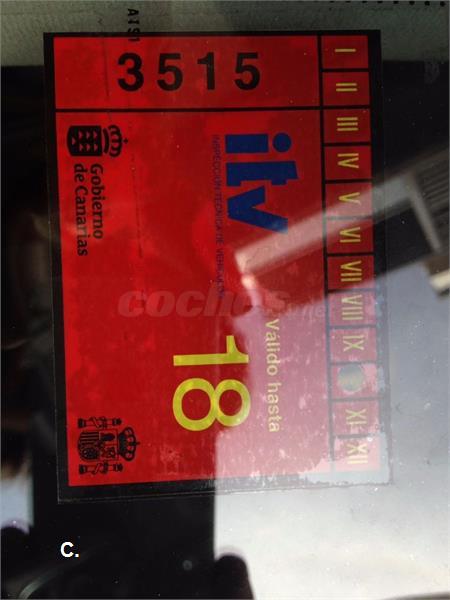 I II III IV V VI VII VIII IX XI XII
3515
itv
INSPECCIÓN TÉCNICA DE VEHÍCULOS
Gobierno
de Canarias
Válido hasta
18
coches.net
C.